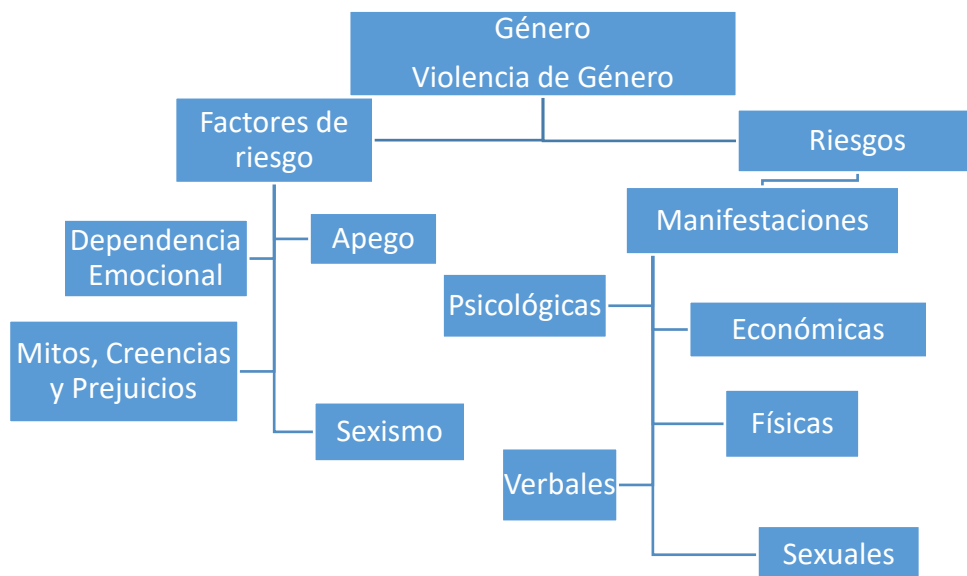 Género
Violencia de Género
Factores de
riesgo
Riesgos
Dependencia
Emocional
Apego
Mitos, Creencias
y Prejuicios
Sexismo
Manifestaciones
Psicológicas
Económicas
Físicas
Verbales
Sexuales